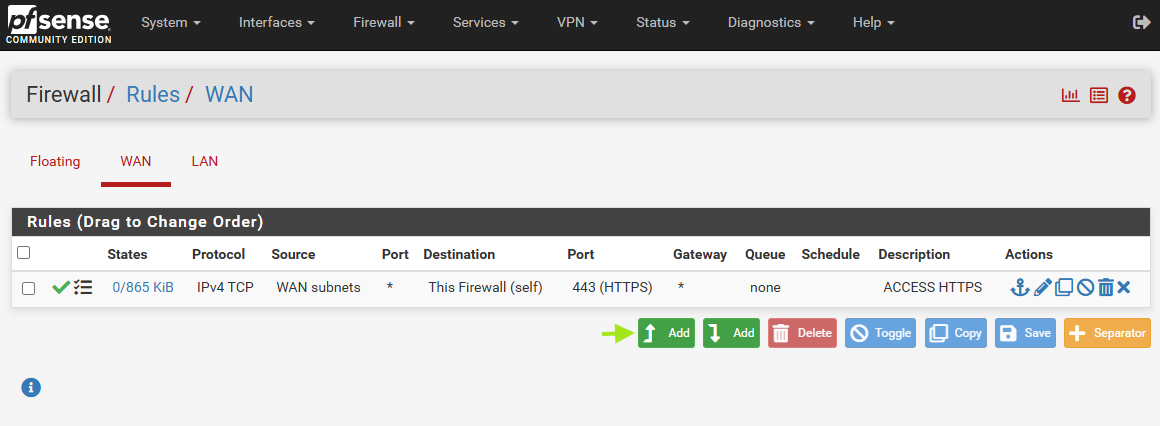 pfsense System Interfaces Firewall Services VPN Status Diagnostics Help
COMMUNITY EDITION
Firewall / Rules / WAN
Floating WAN LAN
Rules (Drag to Change Order)
States Protocol Source Port Destination Port Gateway Queue Schedule Description Actions
0/865 KiB IPv4 TCP WAN subnets * This Firewall (self) 443 (HTTPS) * none ACCESS HTTPS
Add Add Delete Toggle Copy Save Separator